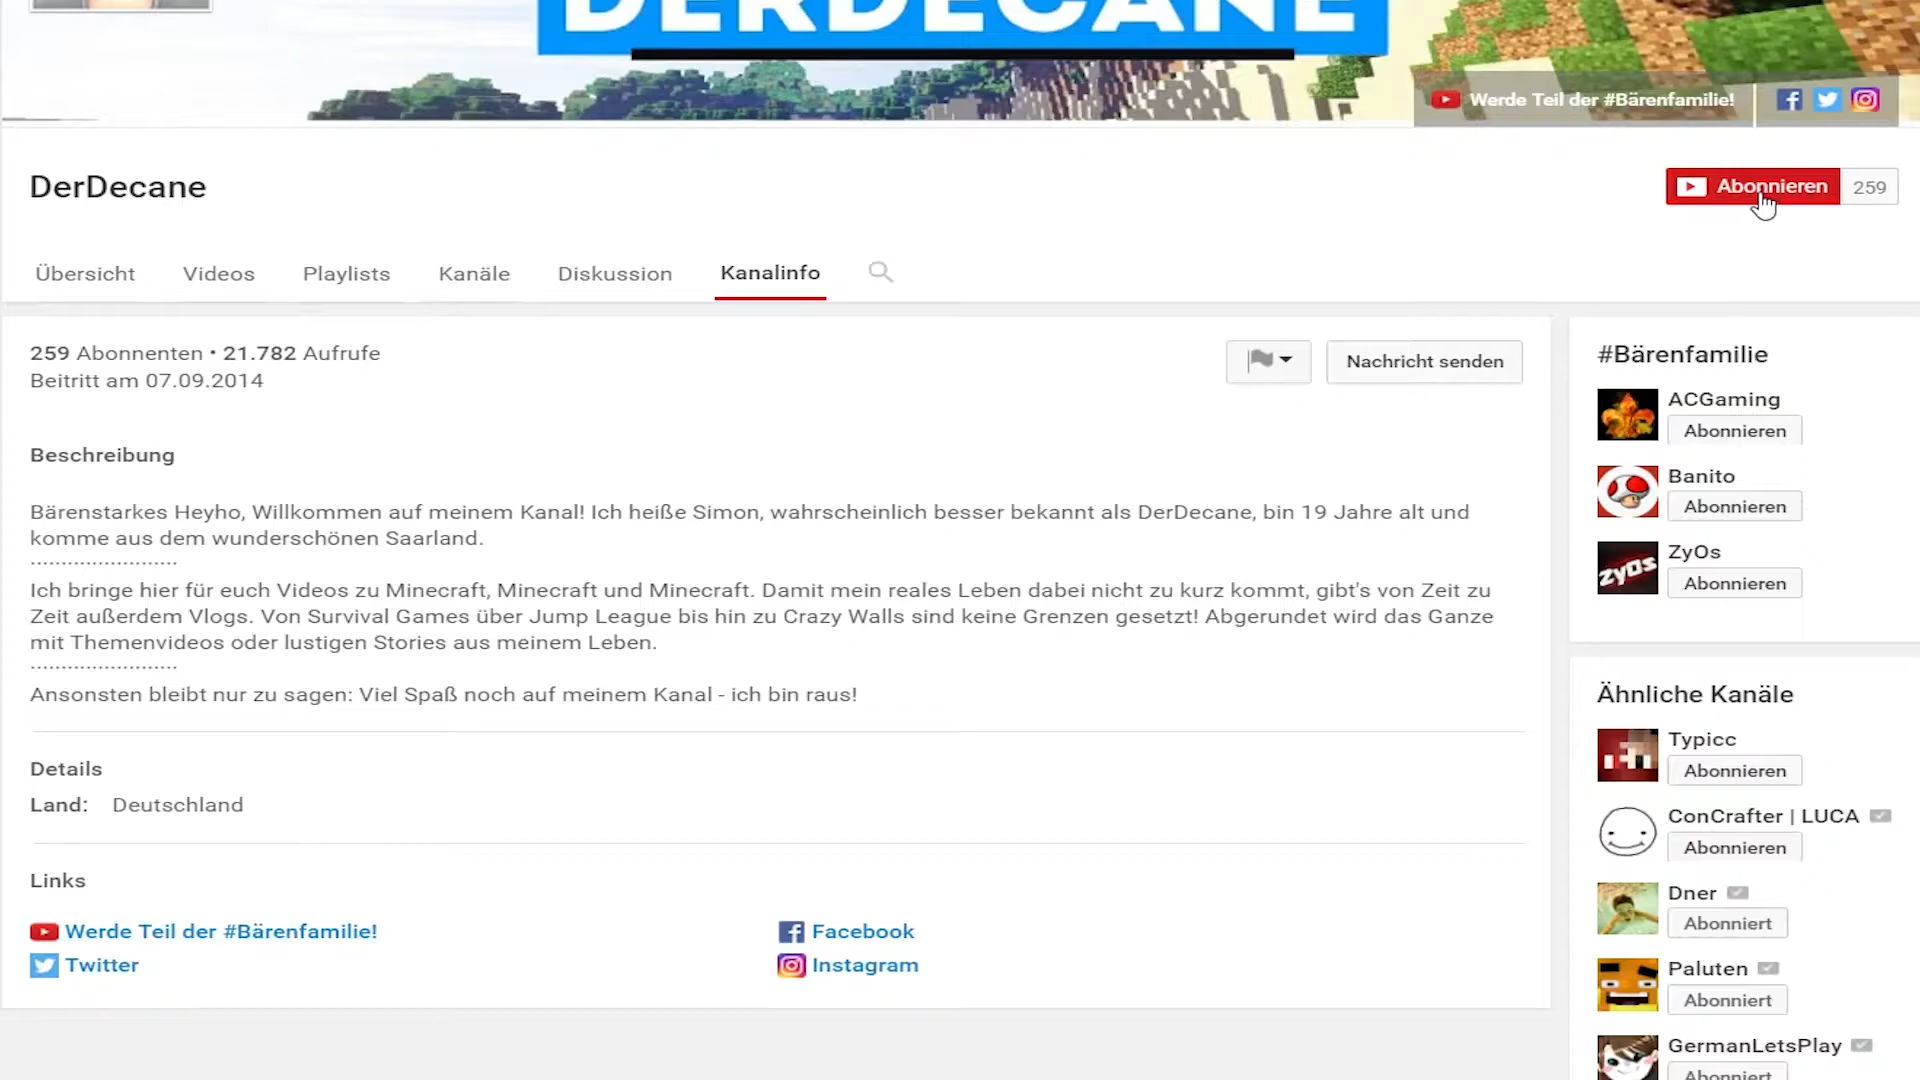 DERDECANE
Werde Teil der #Bärenfamilie!
DerDecane
Abonnieren 259
Übersicht Videos Playlists Kanäle Diskussion Kanalinfo
259 Abonnenten • 21.782 Aufrufe
Beitritt am 07.09.2014
Nachricht senden
Beschreibung
Bärenstarkes Heyho, Willkommen auf meinem Kanal! Ich heiße Simon, wahrscheinlich besser bekannt als DerDecane, bin 19 Jahre alt und
komme aus dem wunderschönen Saarland.
........................
Ich bringe hier für euch Videos zu Minecraft, Minecraft und Minecraft. Damit mein reales Leben dabei nicht zu kurz kommt, gibt's von Zeit zu
Zeit außerdem Vlogs. Von Survival Games über Jump League bis hin zu Crazy Walls sind keine Grenzen gesetzt! Abgerundet wird das Ganze
mit Themenvideos oder lustigen Stories aus meinem Leben.
........................
Ansonsten bleibt nur zu sagen: Viel Spaß noch auf meinem Kanal - ich bin raus!
Details
Land: Deutschland
Links
Werde Teil der #Bärenfamilie!
Facebook
Twitter
Instagram
#Bärenfamilie
ACGaming
Abonnieren
Banito
Abonnieren
ZyOs
ZyOs
Abonnieren
Ähnliche Kanäle
Typicc
Abonnieren
ConCrafter | LUCA
Abonnieren
Dner
Abonniert
Paluten
Abonniert
GermanLetsPlay
Abonniert